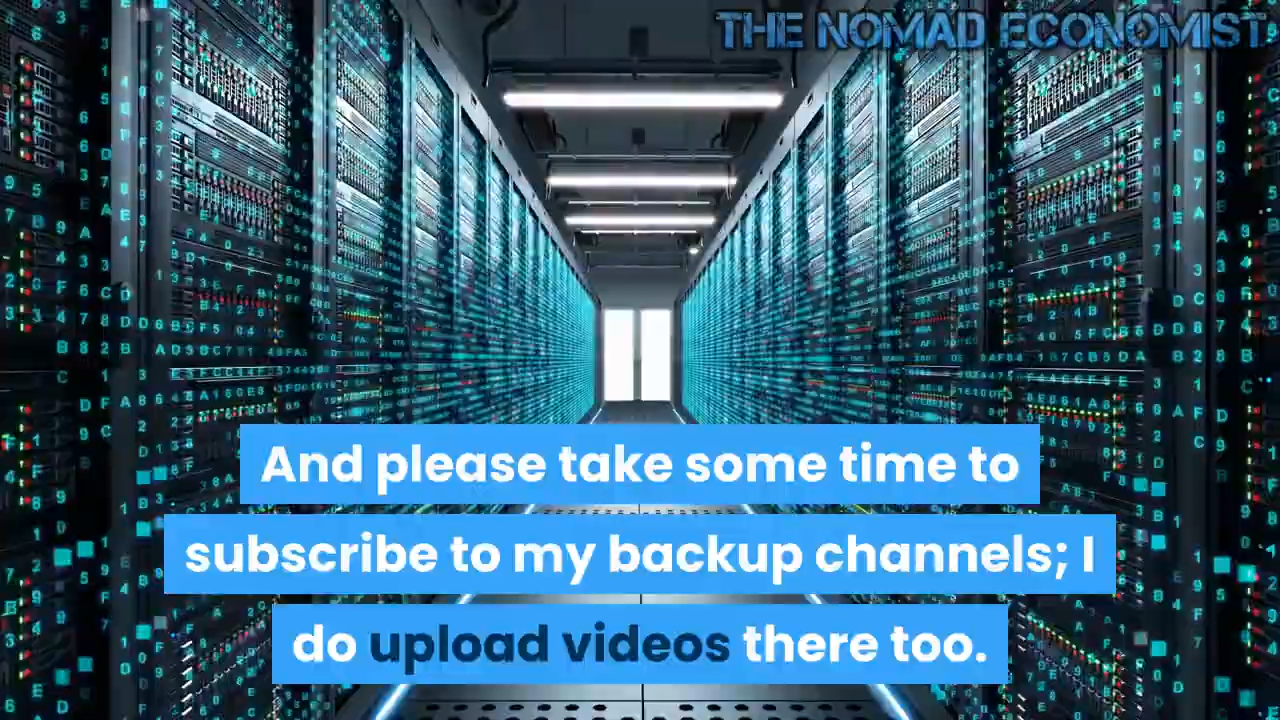 THE NOMAD ECONOMIST
And please take some time to
subscribe to my backup channels; I
do upload videos there too.